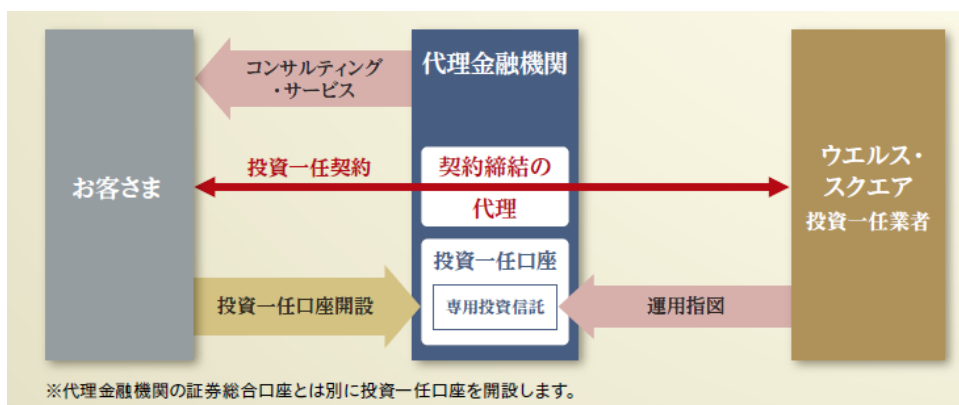 コンサルティング
・サービス
代理金融機関
お客さま
投資一任契約
契約締結の
代理
ウエルス・
スクエア
投資一任業者
投資一任口座
投資一任口座開設
専用投資信託
運用指図
※代理金融機関の証券総合口座とは別に投資一任口座を開設します。